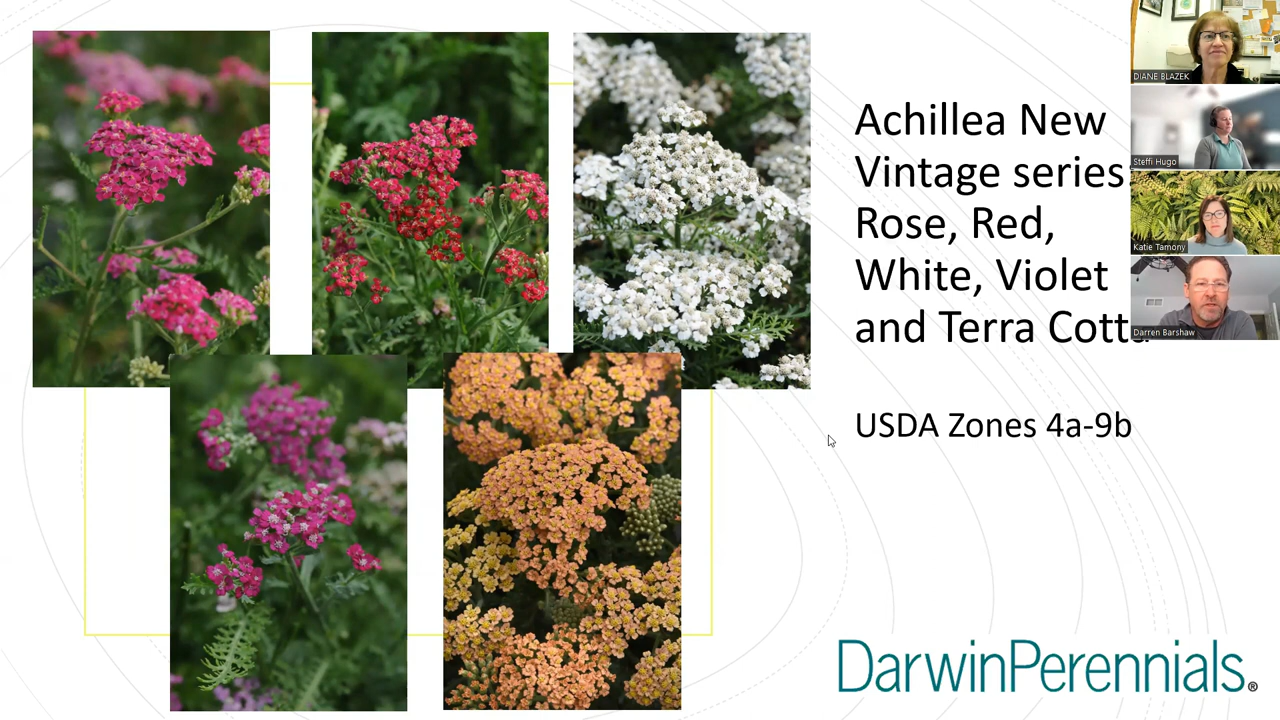 Achillea New
Vintage series
Rose, Red,
White, Violet
and Terra Cott
USDA Zones 4a-9b
DarwinPerennials®
DIANE BLAZEK
Steffi Hugo
Katie Tamony
Darren Barshaw